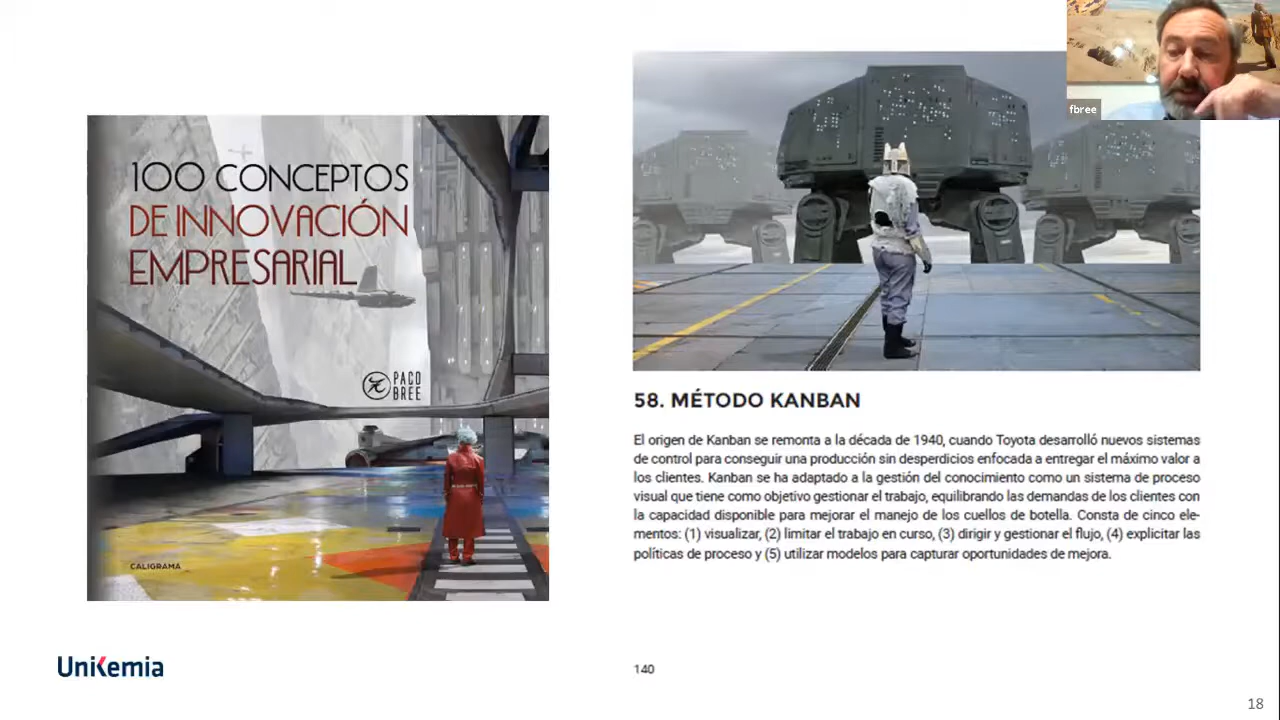 100 CONCEPTOS
DE INNOVACIÓN
EMPRESARIAL
PACO
BREE
CALIGRAMA
UniKemia
fbree
58. MÉTODO KANBAN
El origen de Kanban se remonta a la década de 1940, cuando Toyota desarrolló nuevos sistemas
de control para conseguir una producción sin desperdicios enfocada a entregar el máximo valor a
los clientes. Kanban se ha adaptado a la gestión del conocimiento como un sistema de proceso
visual que tiene como objetivo gestionar el trabajo, equilibrando las demandas de los clientes con
la capacidad disponible para mejorar el manejo de los cuellos de botella. Consta de cinco ele-
mentos: (1) visualizar, (2) limitar el trabajo en curso, (3) dirigir y gestionar el flujo, (4) explicitar las
políticas de proceso y (5) utilizar modelos para capturar oportunidades de mejora.
140
18